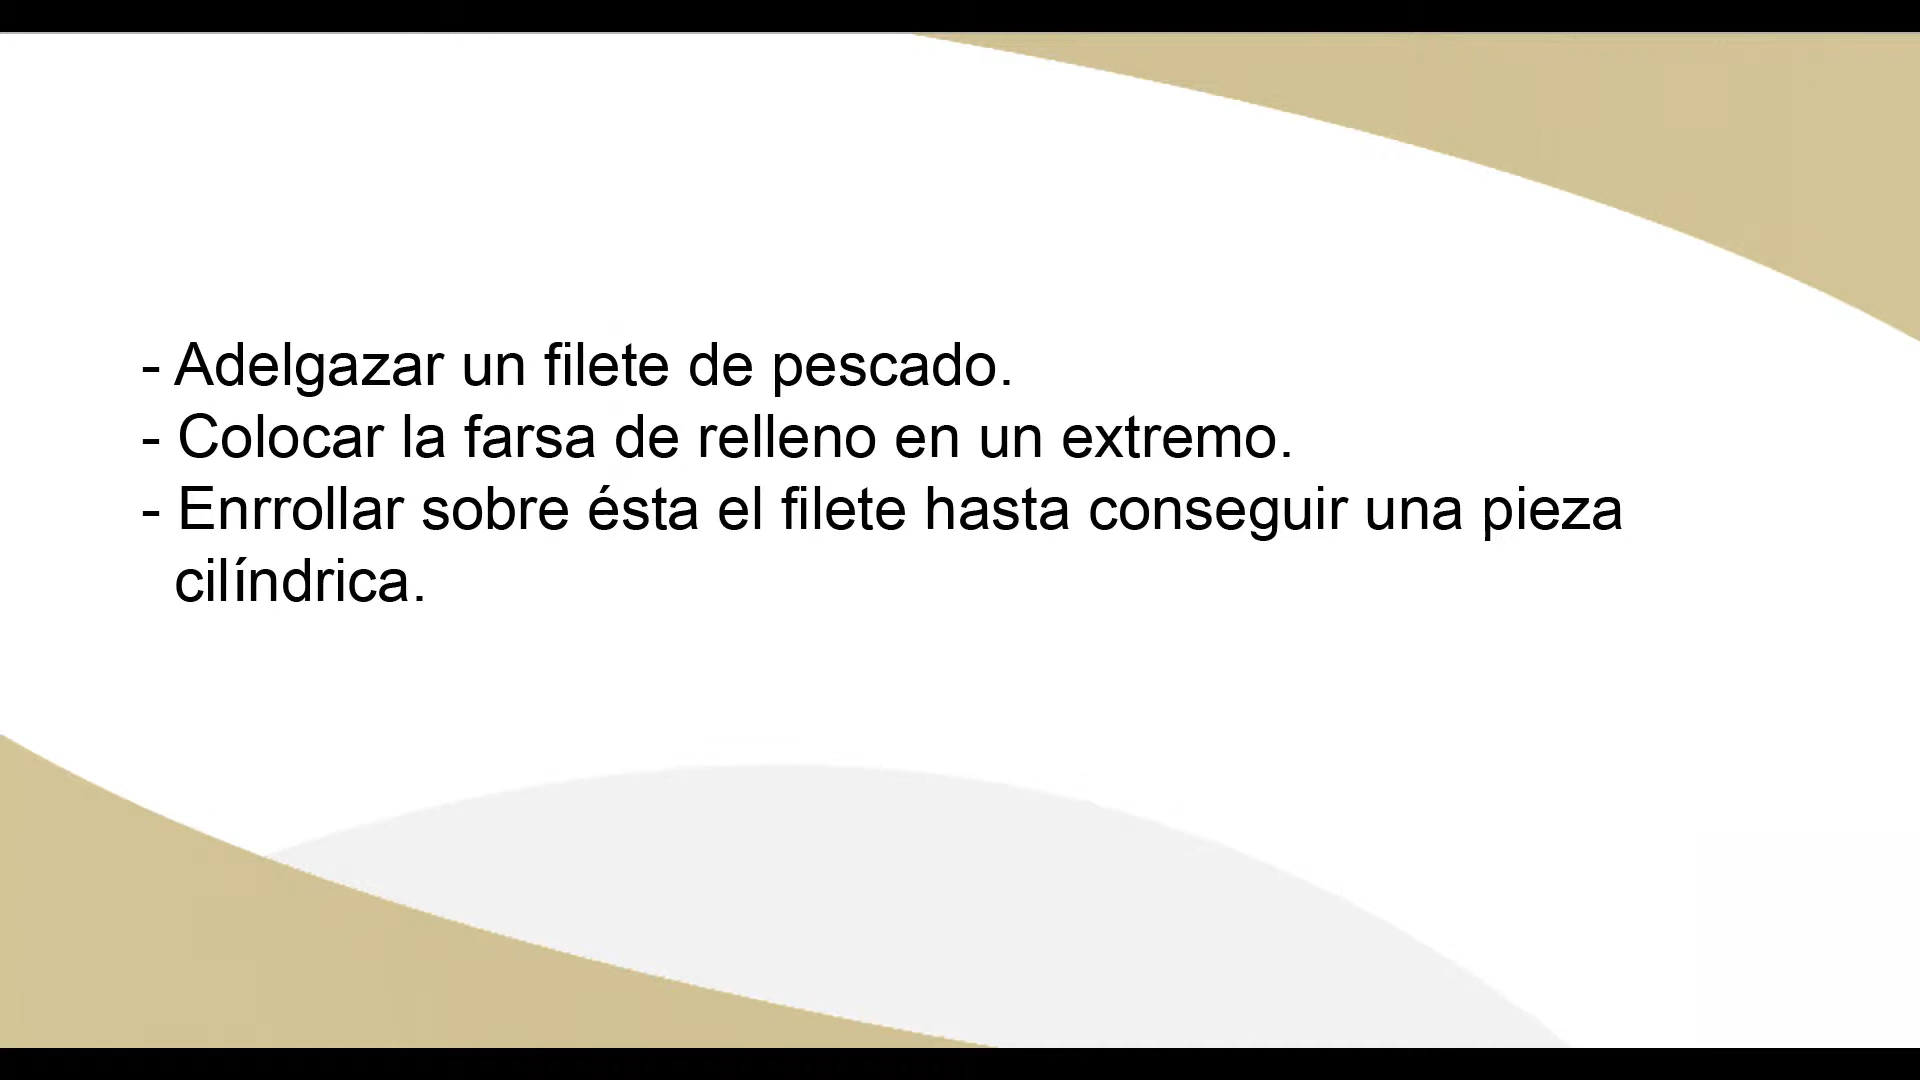 - Adelgazar un filete de pescado.
- Colocar la farsa de relleno en un extremo.
- Enrrollar sobre ésta el filete hasta conseguir una pieza
cilíndrica.